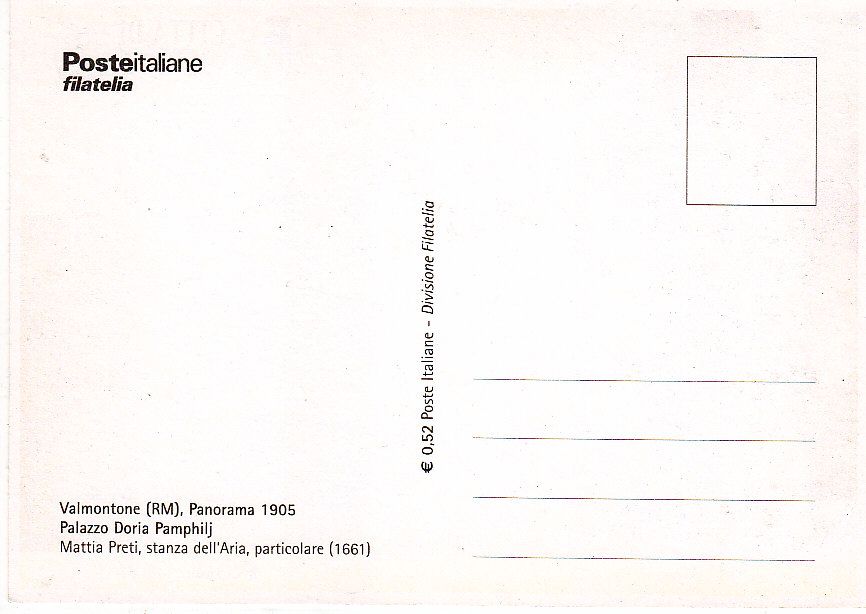 Posteitaliane
filatelia
€ 0,52 Poste Italiane - Divisione Filatelia
Valmontone (RM), Panorama 1905
Palazzo Doria Pamphilj
Mattia Preti, stanza dell'Aria, particolare (1661)